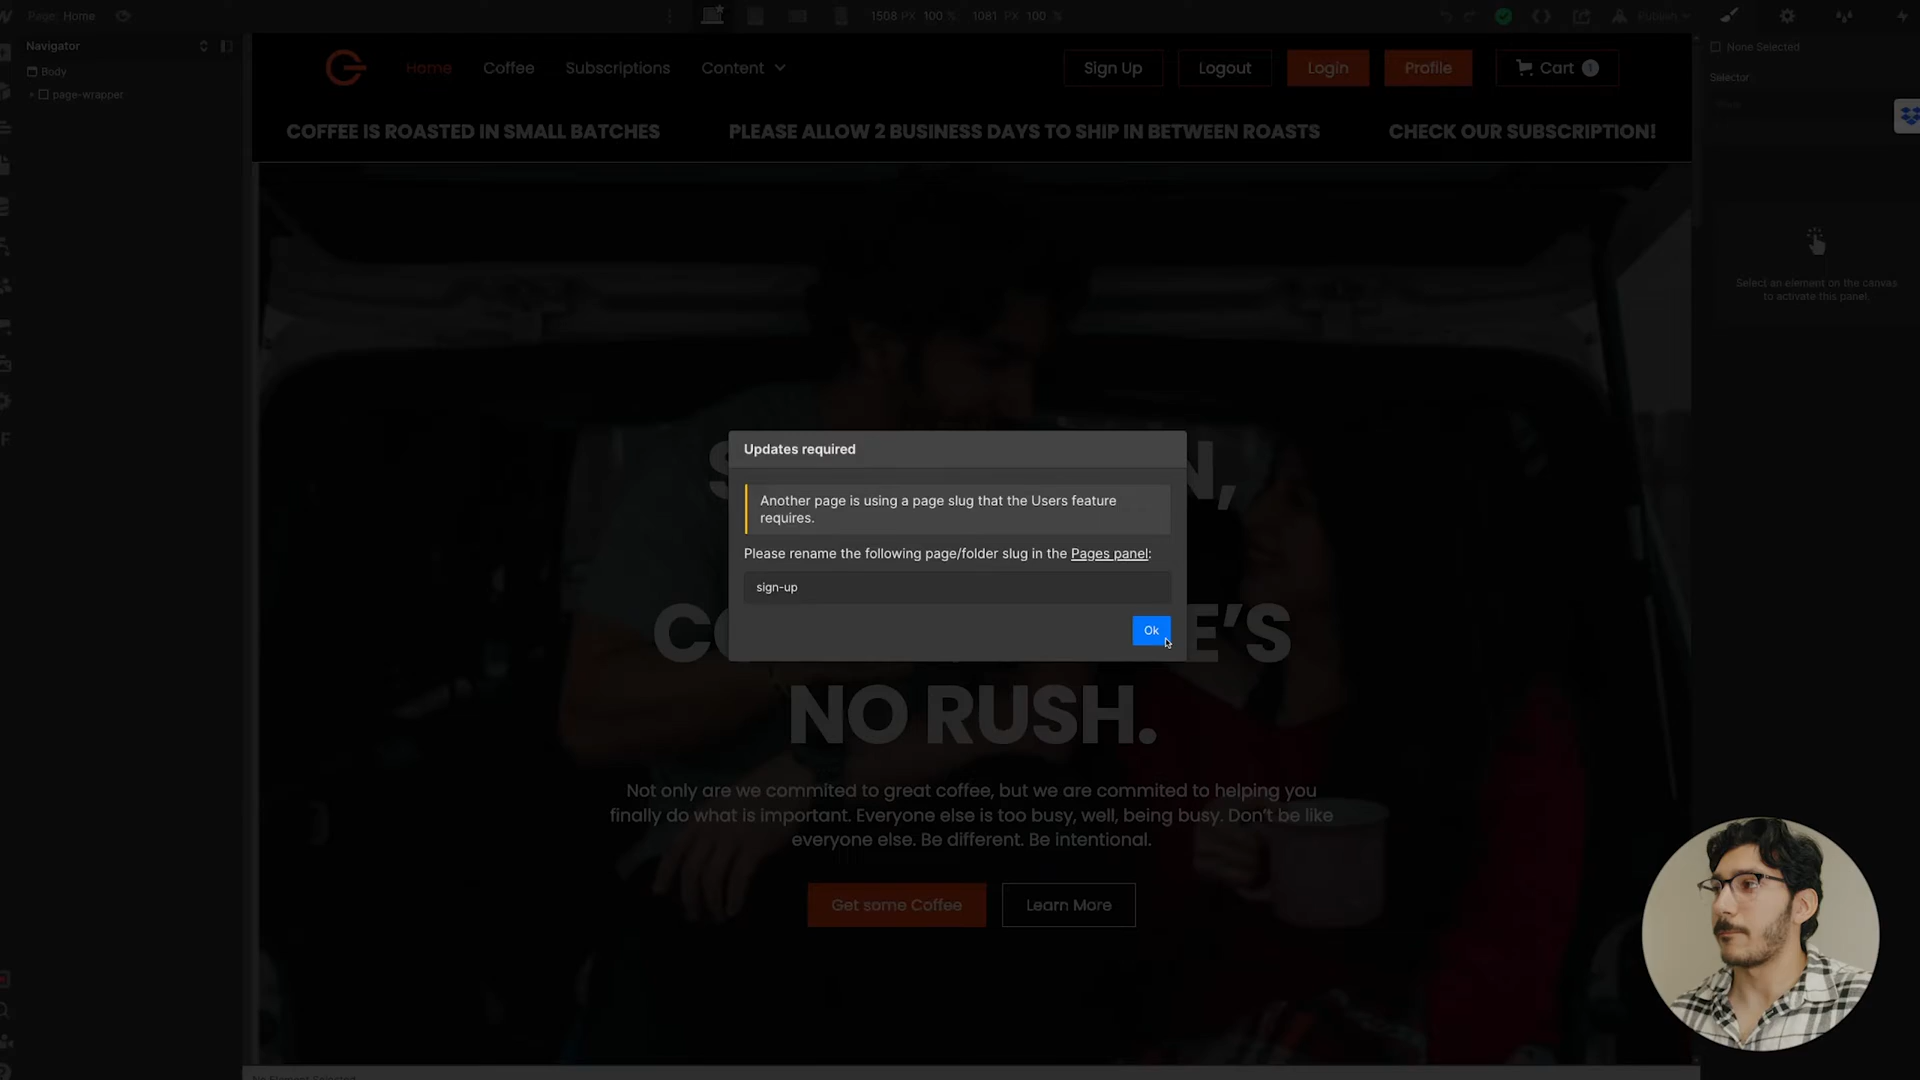 Page: Home
1508 PX 100 %
1081 PX 100 %
Publish
Navigator
None Selected
Body
Selector
page-wrapper
Home
Coffee
Subscriptions
Content
Sign Up
Logout
Login
Profile
Cart 1
COFFEE IS ROASTED IN SMALL BATCHES
PLEASE ALLOW 2 BUSINESS DAYS TO SHIP IN BETWEEN ROASTS
CHECK OUR SUBSCRIPTION!
Select an element on the canvas
to activate this panel.
Updates required
Another page is using a page slug that the Users feature
requires.
Please rename the following page/folder slug in the Pages panel:
sign-up
Ok
NO RUSH.
Not only are we commited to great coffee, but we are commited to helping you
finally do what is important. Everyone else is too busy, well, being busy. Don't be like
everyone else. Be different. Be intentional.
Get some Coffee
Learn More